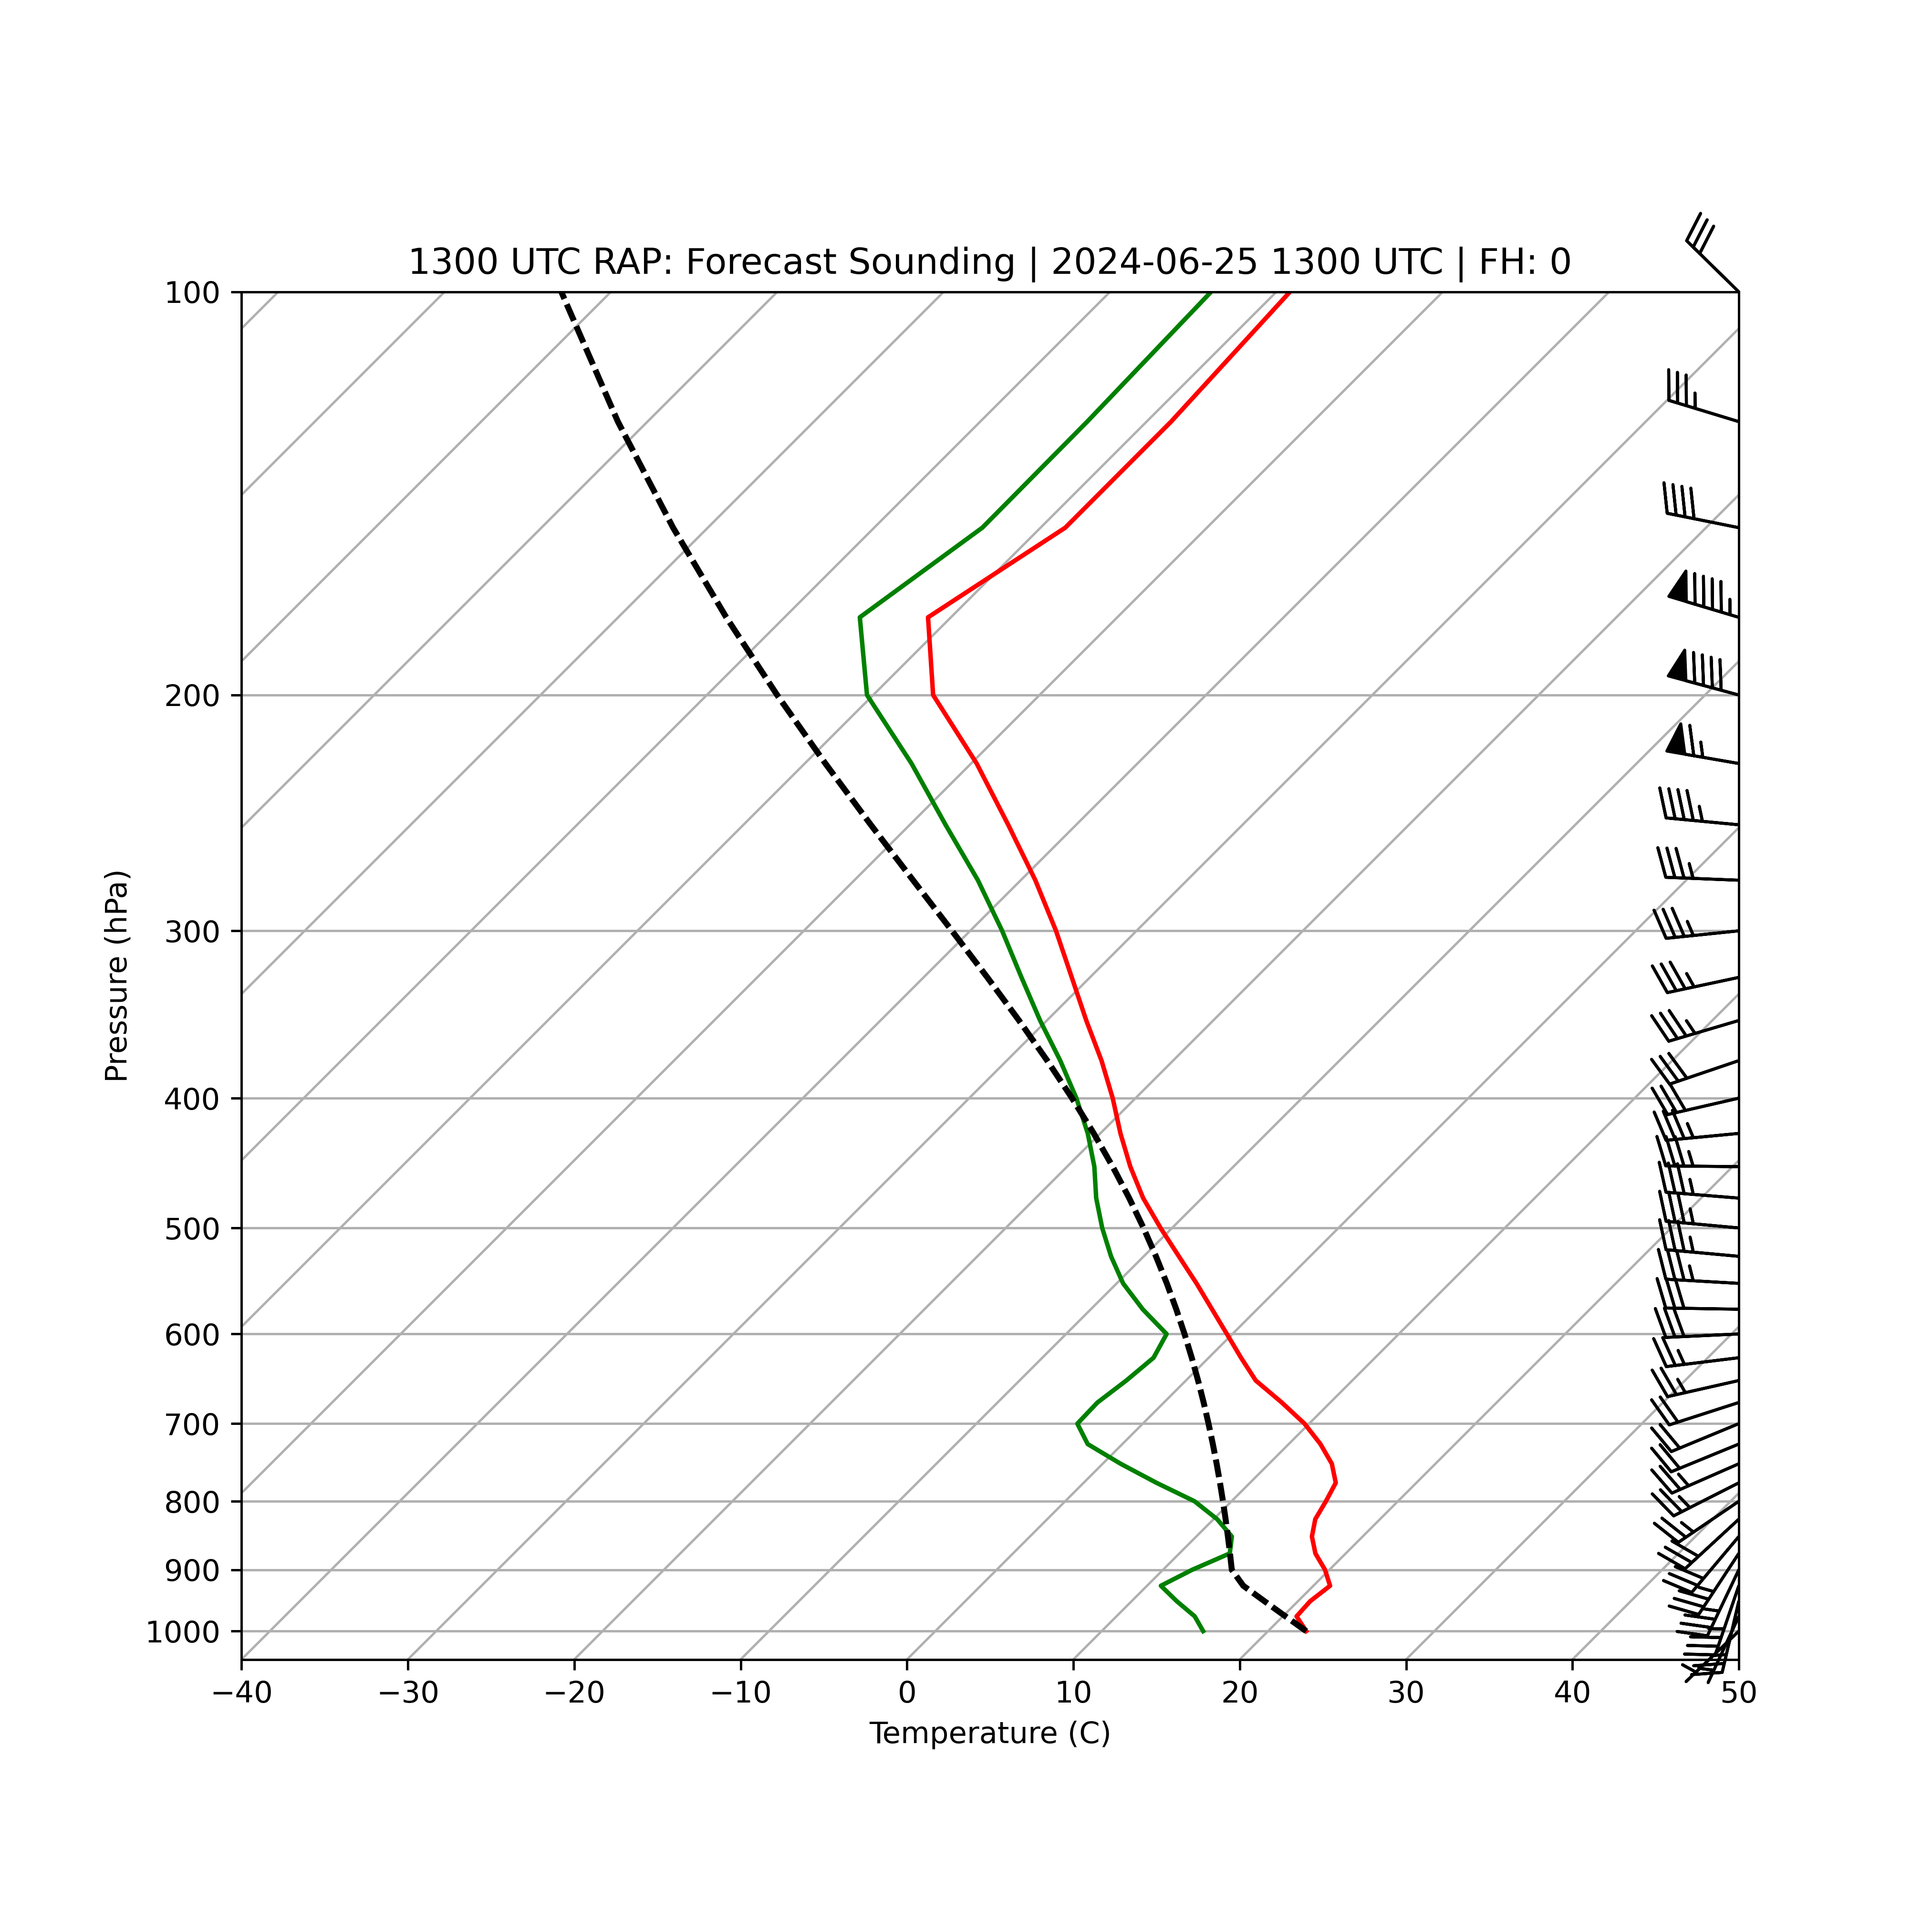 1300 UTC RAP: Forecast Sounding | 2024-06-25 1300 UTC | FH: 0
100
200
300
400
500
600
700
800
900
1000
Pressure (hPa)
−40 −30 −20 −10 0 10 20 30 40 50
Temperature (C)